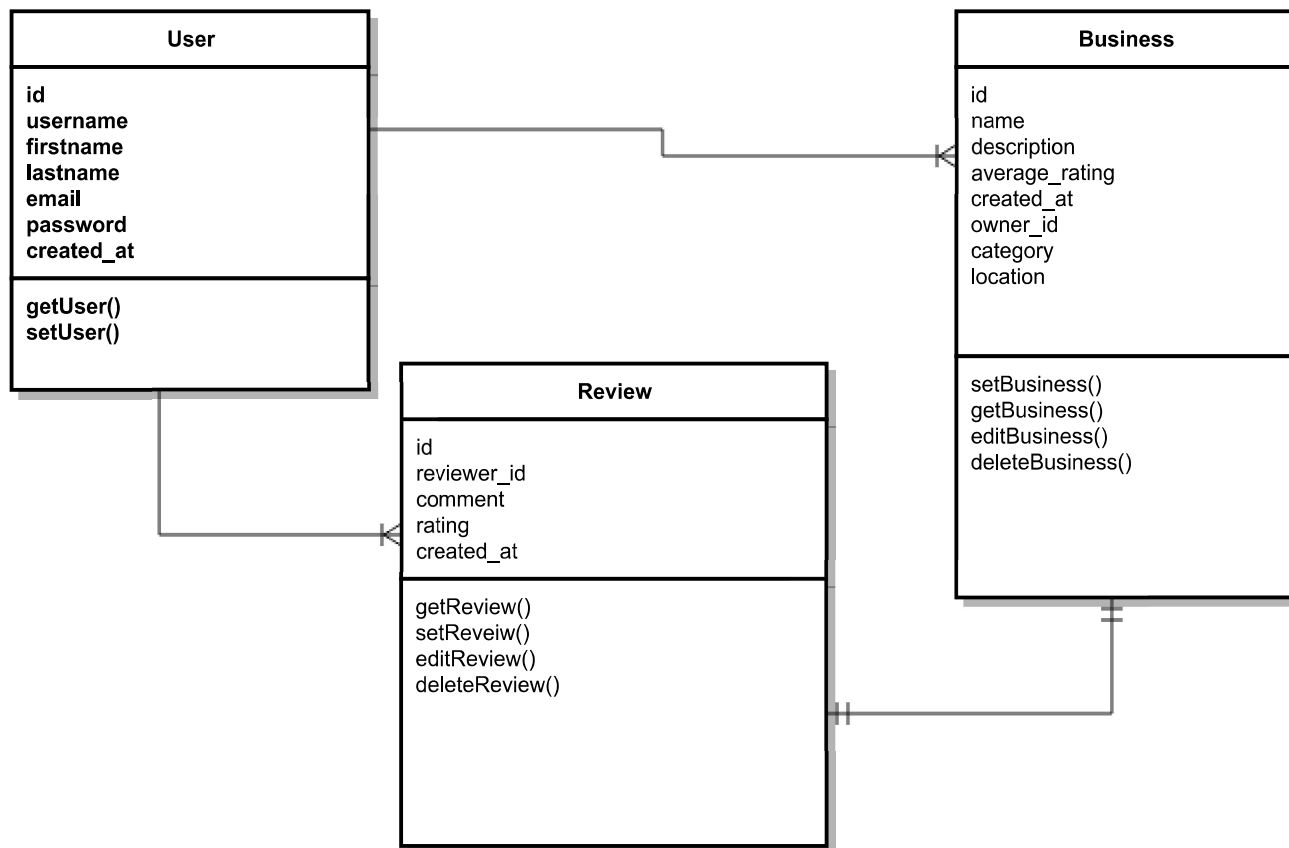 User
id
username
firstname
lastname
email
password
created_at
getUser()
setUser()
Business
id
name
description
average_rating
created_at
owner_id
category
location
setBusiness()
getBusiness()
editBusiness()
deleteBusiness()
Review
id
reviewer_id
comment
rating
created_at
getReview()
setReveiw()
editReview()
deleteReview()